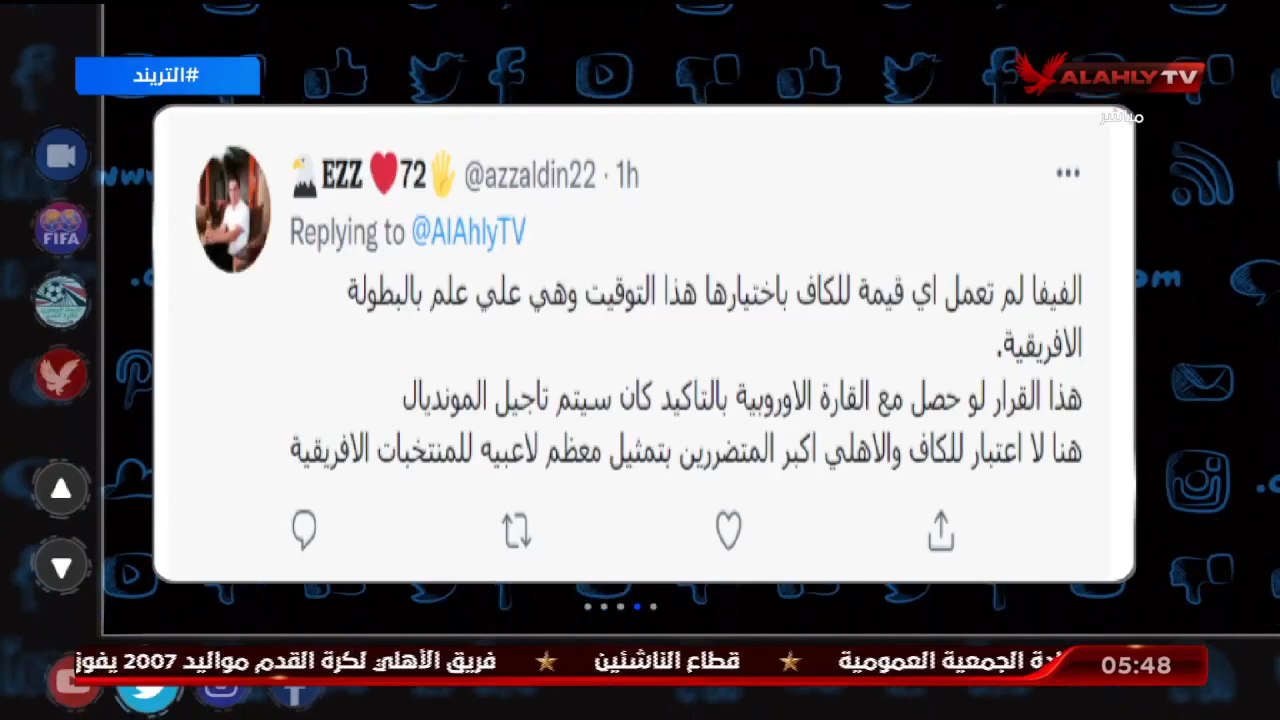 #التريند
ALAHLY TV
مباشر
EZZ 72 @azzaldin22 · 1h
Replying to @AlAhlyTV
الفيفا لم تعمل اي قيمة للكاف باختيارها هذا التوقيت وهي علي علم بالبطولة
الافريقية.
هذا القرار لو حصل مع القارة الاوروبية بالتاكيد كان سيتم تاجيل المونديال
هنا لا اعتبار للكاف والاهلي اكبر المتضررين بتمثيل معظم لاعبيه للمنتخبات الافريقية
FIFA
الجمعية العمومية ★ قطاع الناشئين ★ فريق الأهلي لكرة القدم مواليد 2007 يفوز
05:48